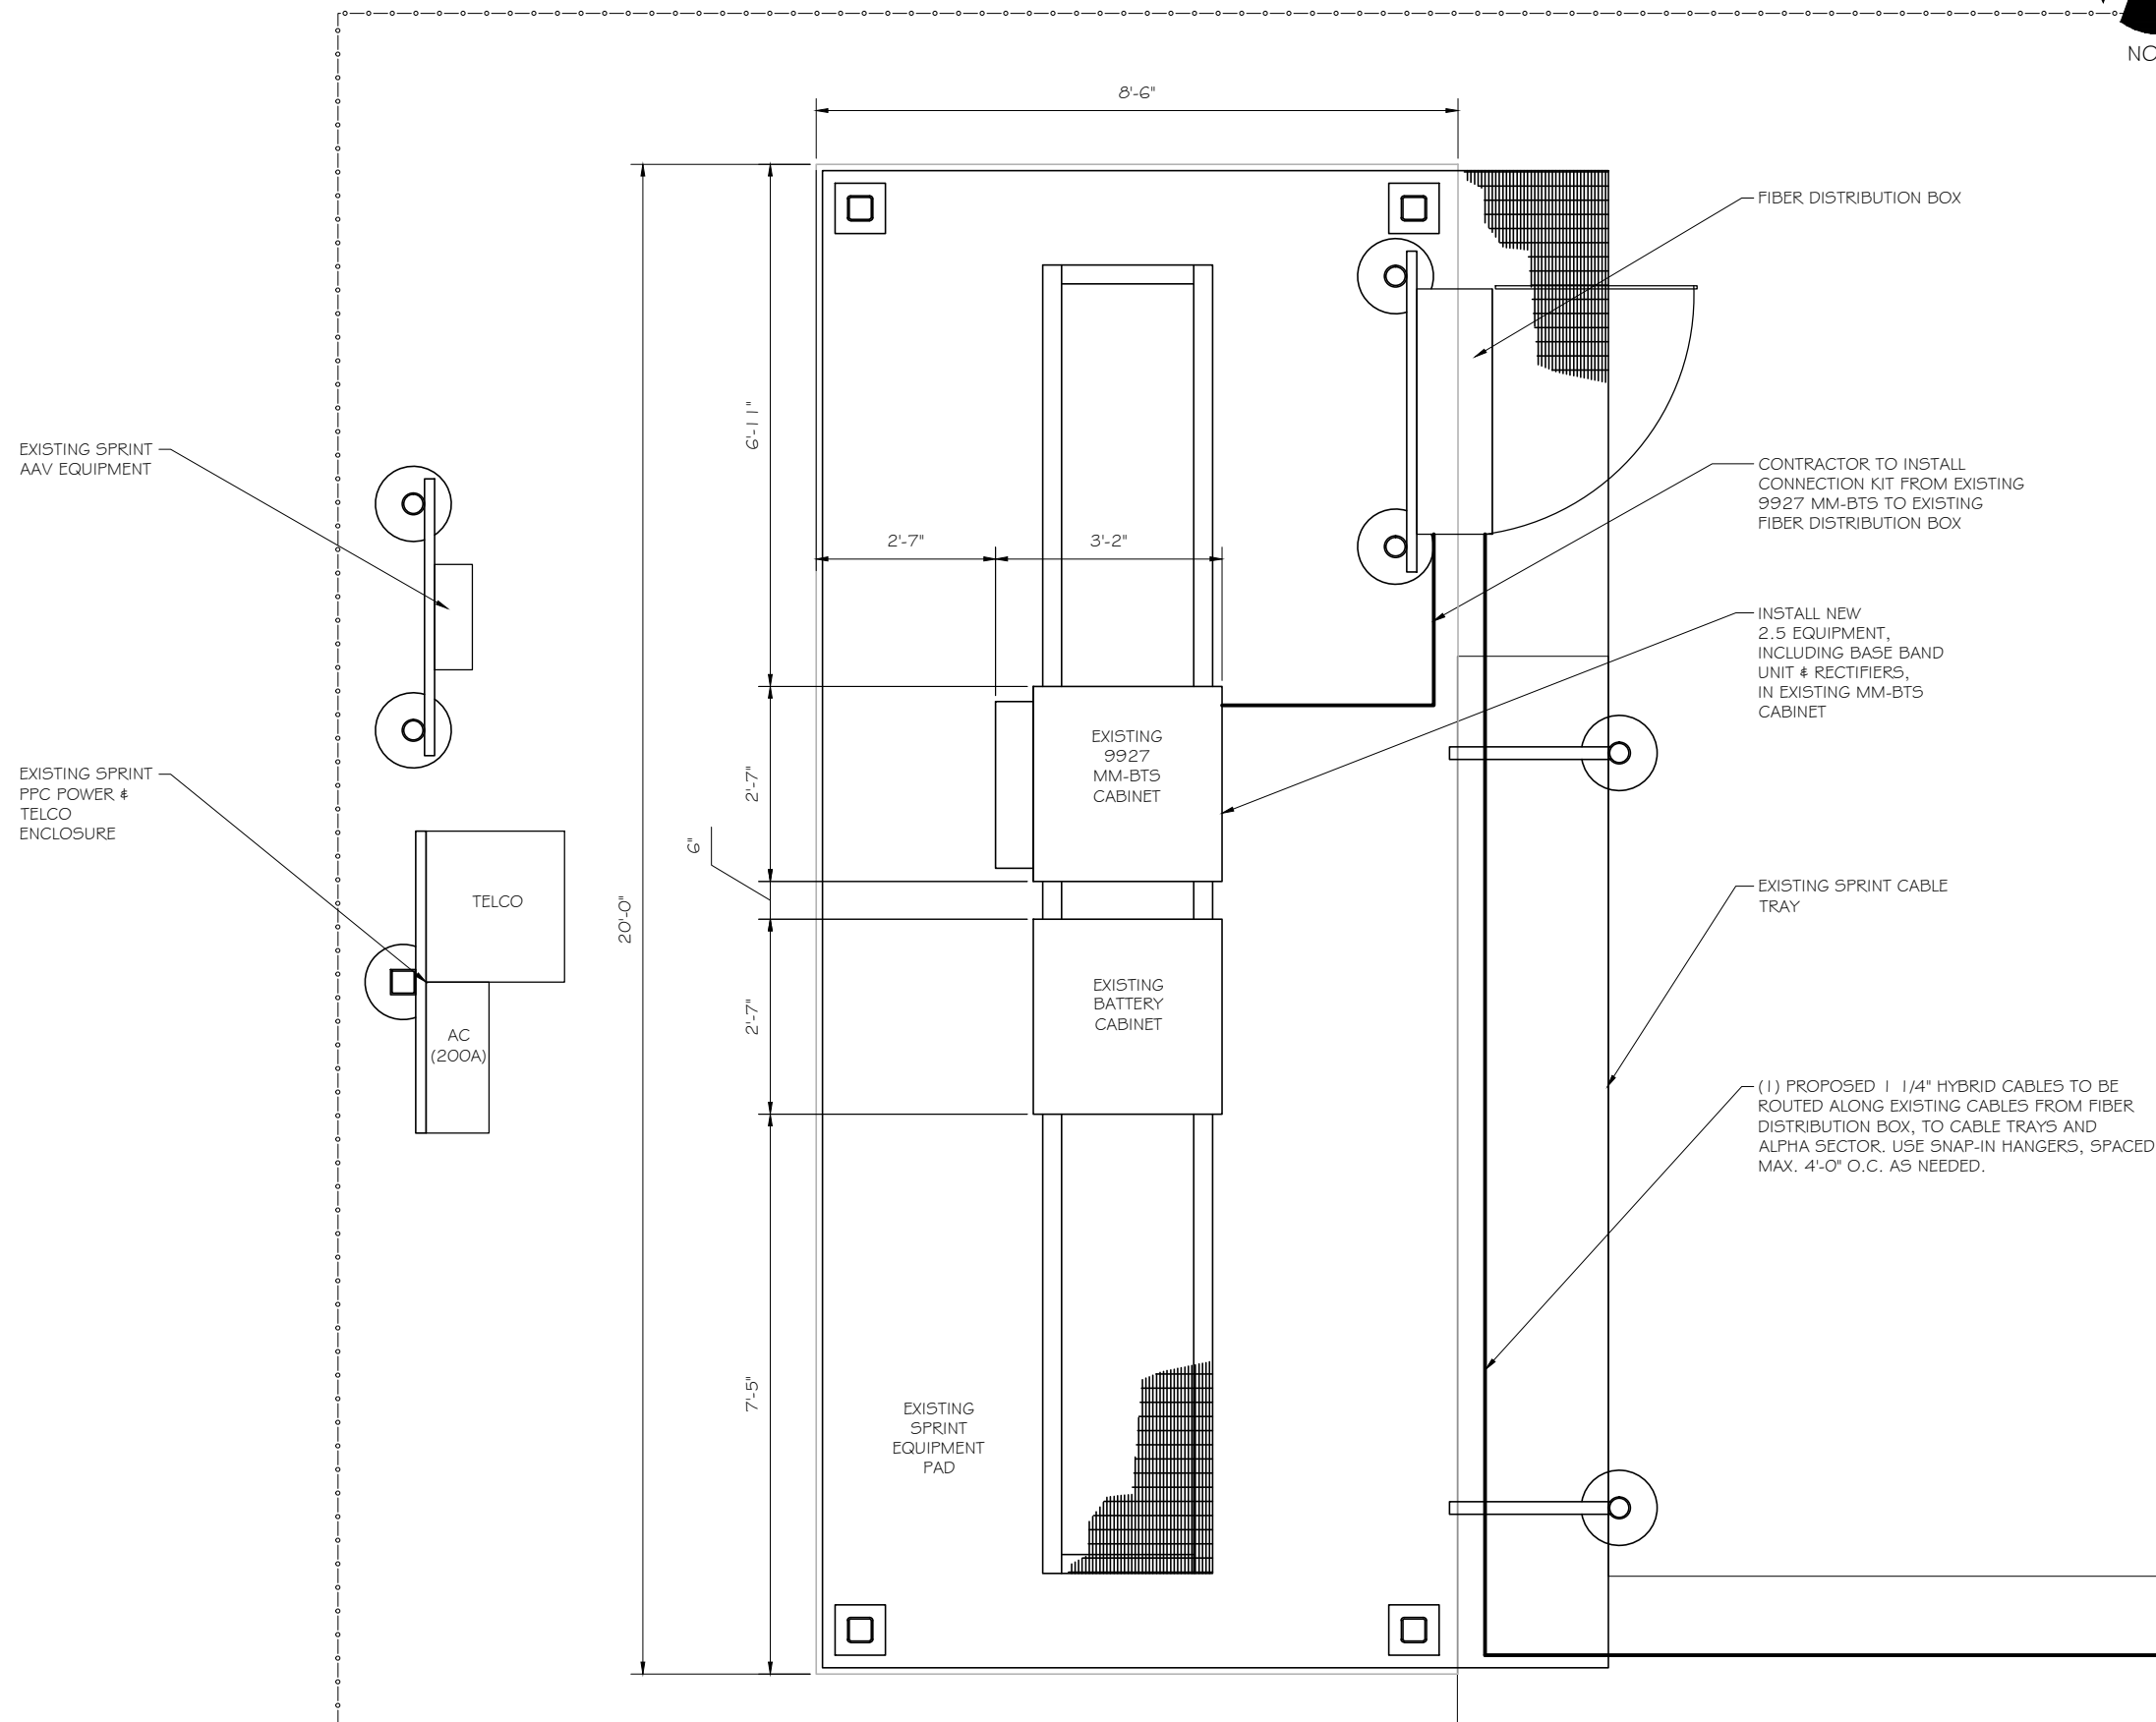 NO
8'-6"
FIBER DISTRIBUTION BOX
6'-11"
EXISTING SPRINT
AAV EQUIPMENT
CONTRACTOR TO INSTALL
CONNECTION KIT FROM EXISTING
9927 MM-BTS TO EXISTING
FIBER DISTRIBUTION BOX
2'-7"
3'-2"
INSTALL NEW
2.5 EQUIPMENT,
INCLUDING BASE BAND
UNIT & RECTIFIERS,
IN EXISTING MM-BTS
CABINET
EXISTING
9927
MM-BTS
CABINET
2'-7"
EXISTING SPRINT
PPC POWER &
TELCO
ENCLOSURE
6"
TELCO
20'-0"
EXISTING SPRINT CABLE
TRAY
EXISTING
BATTERY
CABINET
2'-7"
AC
(200A)
(1) PROPOSED 1 1/4" HYBRID CABLES TO BE
ROUTED ALONG EXISTING CABLES FROM FIBER
DISTRIBUTION BOX, TO CABLE TRAYS AND
ALPHA SECTOR. USE SNAP-IN HANGERS, SPACED
MAX. 4'-0" O.C. AS NEEDED.
7'-5"
EXISTING
SPRINT
EQUIPMENT
PAD